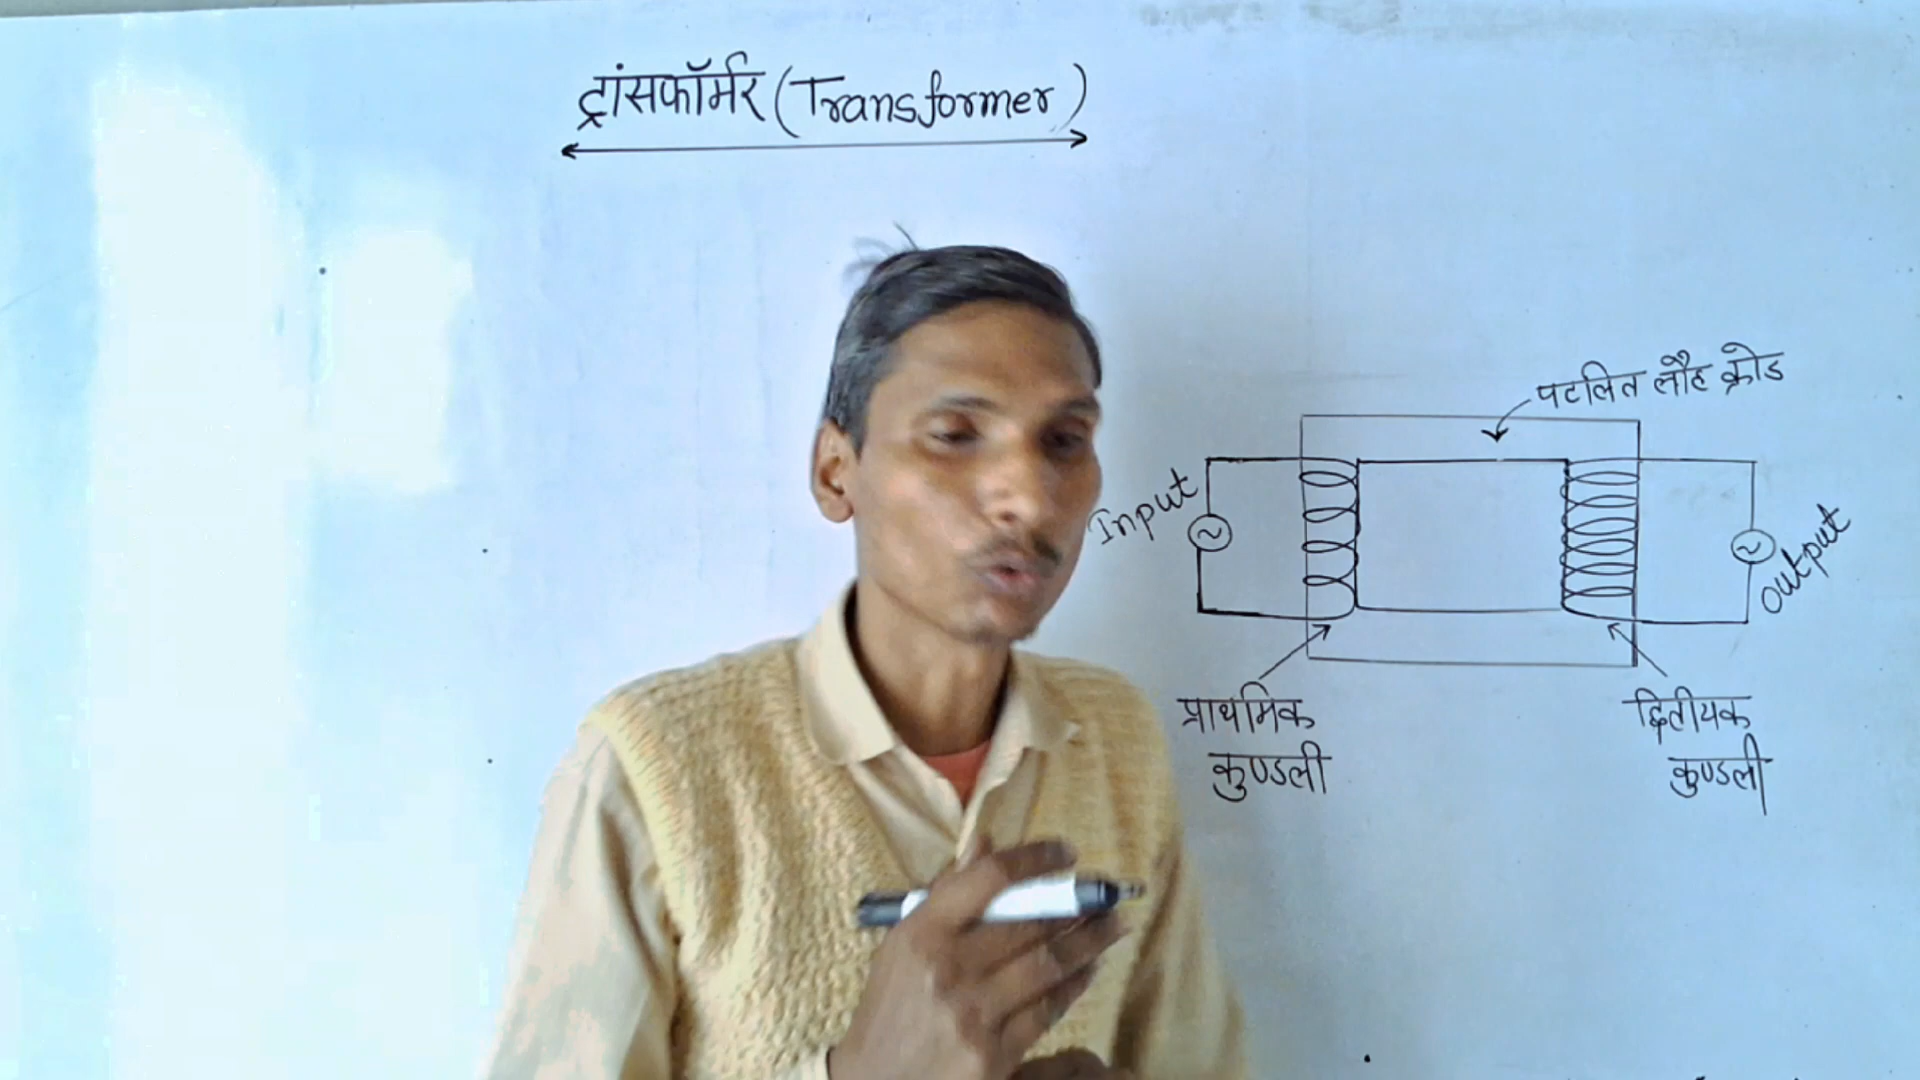 ट्रांसफॉर्मर (Transformer)
पटलित लौह क्रोड
Input
output
प्राथमिक
कुण्डली
द्वितीयक
कुण्डली